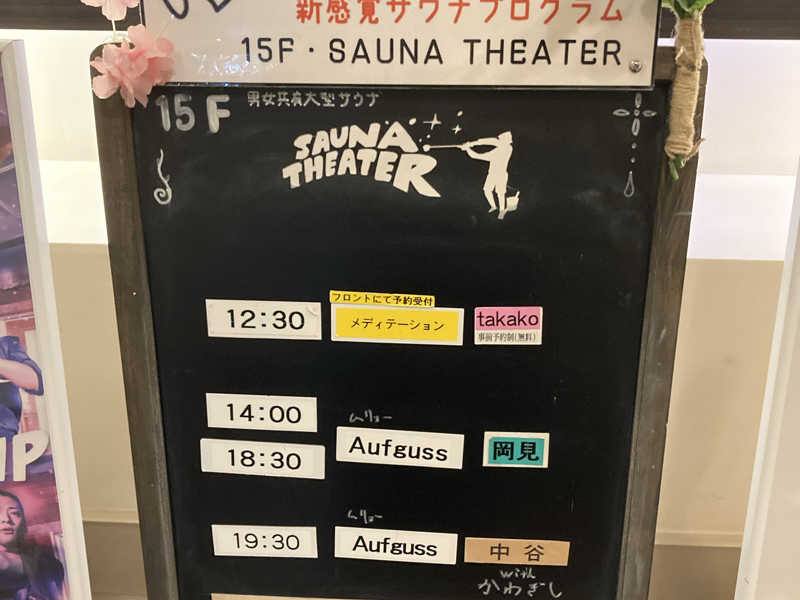 新感覚サウナプログラム
15F・SAUNA THEATER
15F 男女共有大型サウナ
SAUNA
THEATER
フロントにて予約受付
12:30 メディテーション takako
事前予約制(無料)
14:00
ムリョー
18:30 Aufguss 岡見
ムリョー
19:30 Aufguss 中谷
with
かわぎし